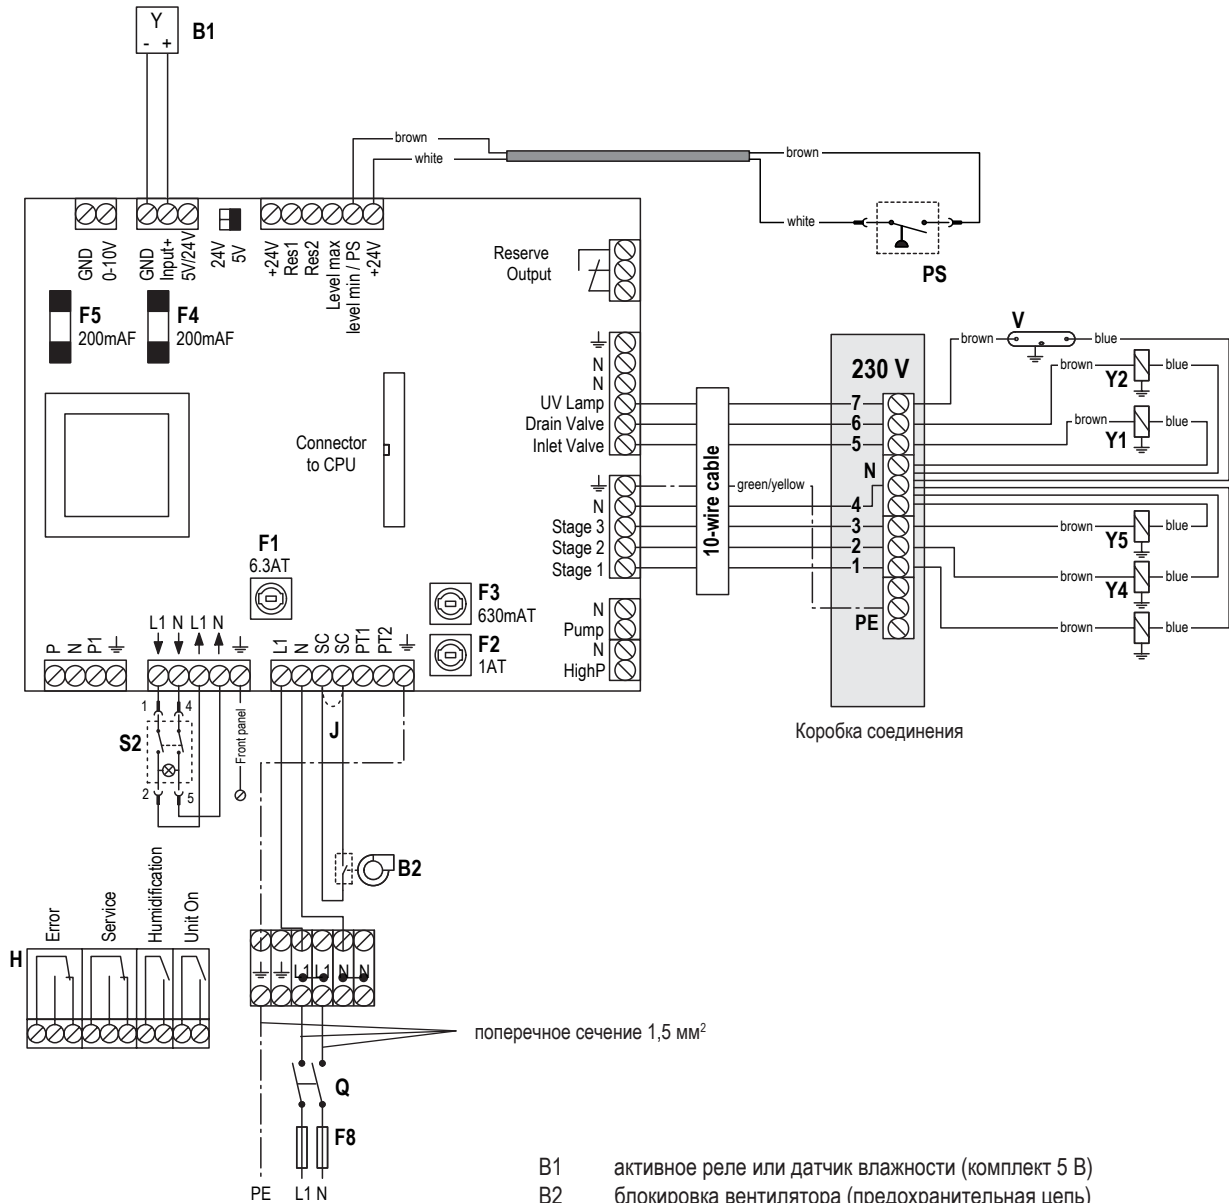 Y
- +
B1
brown
white
brown
white
PS
GND
0-10V
GND
Input+
5V/24V
24V
5V
+24V
Res1
Res2
Level max
level min / PS
+24V
Reserve
Output
F5
200mAF
F4
200mAF
N
N
UV Lamp
Drain Valve
Inlet Valve
Connector
to CPU
N
Stage 3
Stage 2
Stage 1
10-wire cable
green/yellow
230 V
7
6
5
N
4
3
2
1
PE
V
brown
blue
brown
Y2
blue
brown
Y1
blue
brown
Y5
blue
brown
Y4
blue
brown
blue
F1
6.3AT
F3
630mAT
F2
1AT
N
Pump
N
HighP
P
N
P1
L1 N L1 N
L1
N
SC
SC
PT1
PT2
Коробка соединения
1
4
S2
2
5
Front panel
J
B2
H
Error
Service
Humidification
Unit On
L1 L1 N N
поперечное сечение 1,5 мм²
Q
F8
PE L1 N
B1 активное реле или датчик влажности (комплект 5 В)
B2 блокировка вентилятора (предохранительная цепь)